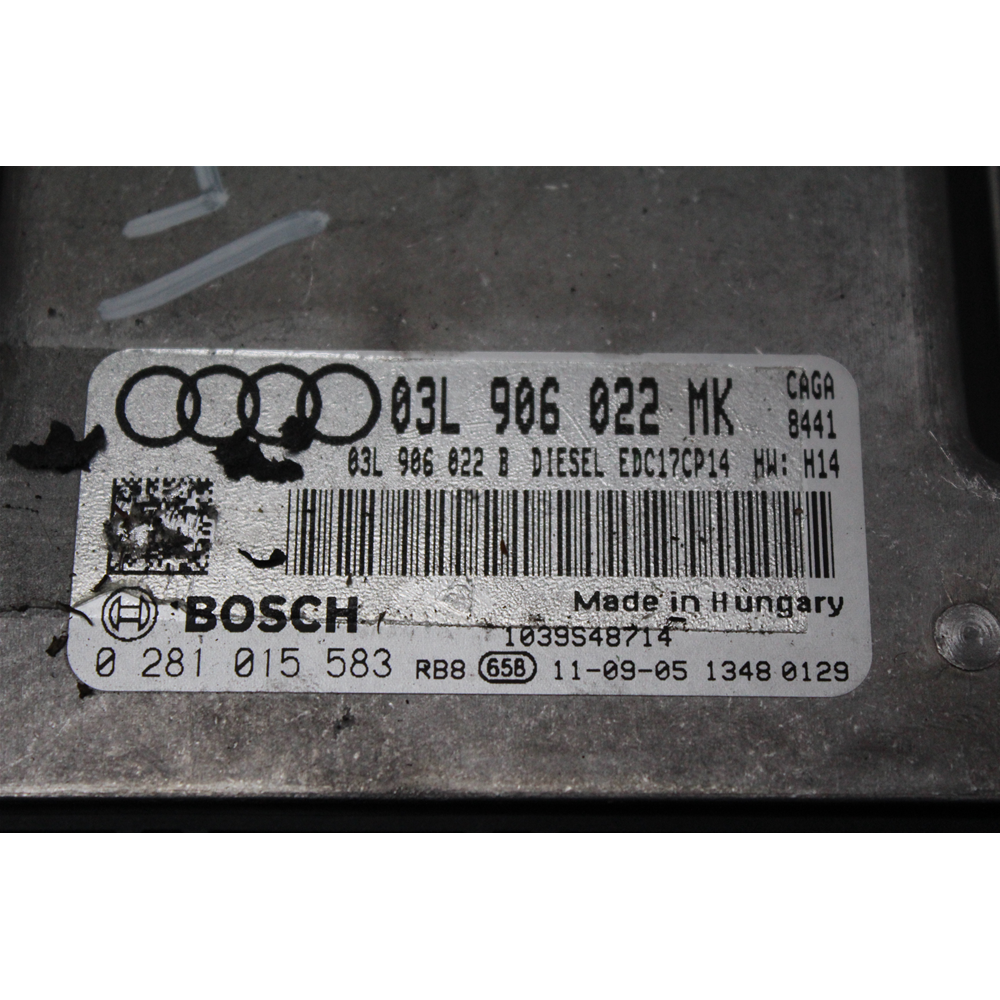 03L 906 022 MK CAGA
8441
03L 906 022 B DIESEL EDC17CP14 HW: H14
BOSCH Made in Hungary
1039S48714
0 281 015 583 RB8 65B 11-09-05 1348 0129